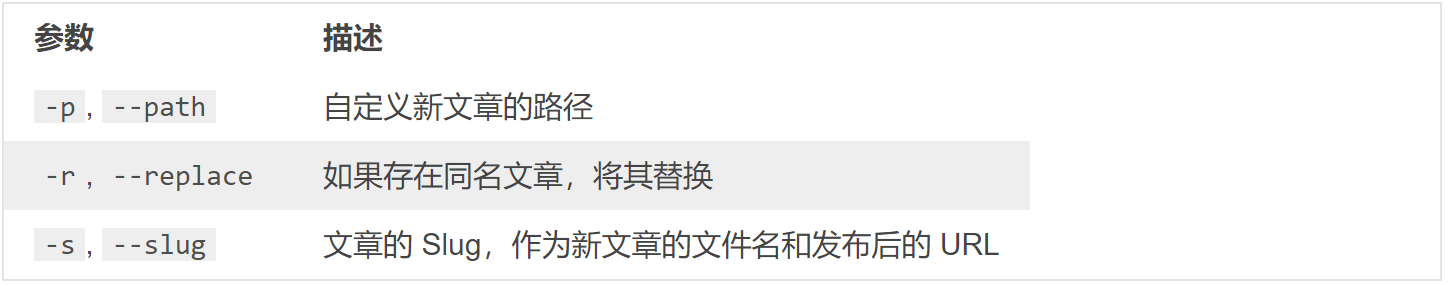 参数 描述
-p, --path 自定义新文章的路径
-r, --replace 如果存在同名文章，将其替换
-s, --slug 文章的 Slug，作为新文章的文件名和发布后的 URL